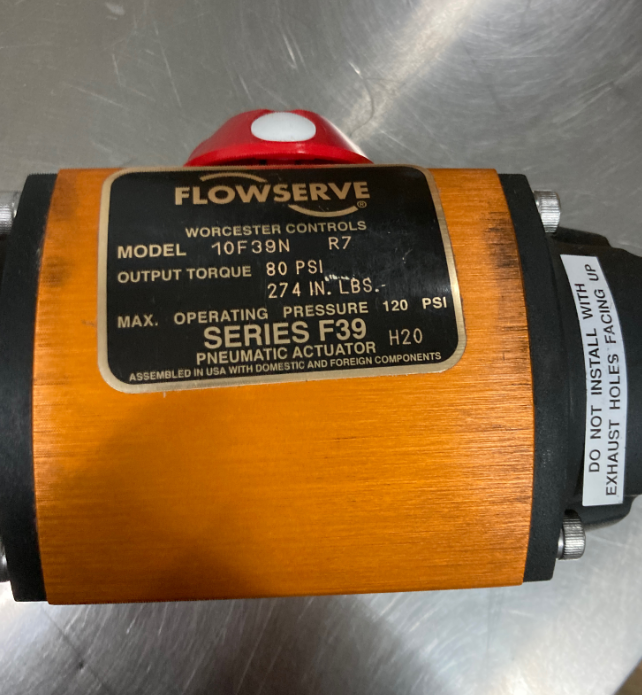 FLOWSERVE®
WORCESTER CONTROLS
MODEL 10F39N R7
OUTPUT TORQUE 80 PSI
274 IN. LBS.-
MAX. OPERATING PRESSURE 120 PSI
SERIES F39 H20
PNEUMATIC ACTUATOR
ASSEMBLED IN USA WITH DOMESTIC AND FOREIGN COMPONENTS
DO NOT INSTALL WITH
EXHAUST HOLES FACING UP